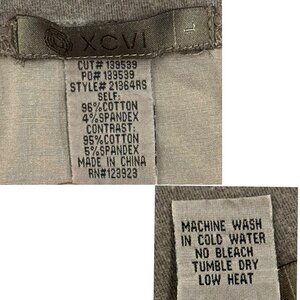 XCVI L
CUT# 139539
PO# 139539
STYLE# 21364RS
SELF:
96%COTTON
4%SPANDEX
CONTRAST:
95%COTTON
5%SPANDEX
MADE IN CHINA
RN#123923
MACHINE WASH
IN COLD WATER
NO BLEACH
TUMBLE DRY
LOW HEAT